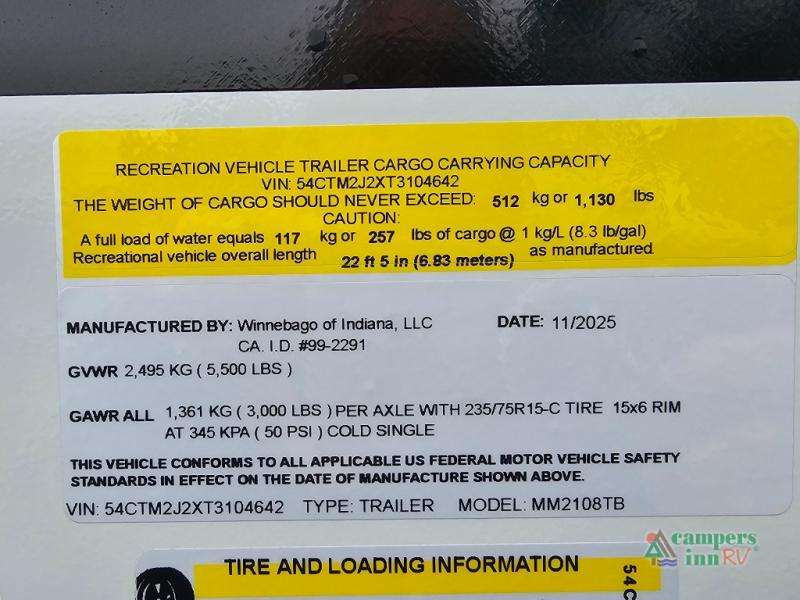 RECREATION VEHICLE TRAILER CARGO CARRYING CAPACITY
VIN: 54CTM2J2XT3104642
THE WEIGHT OF CARGO SHOULD NEVER EXCEED: 512 kg or 1,130 lbs
CAUTION:
A full load of water equals 117 kg or 257 lbs of cargo @ 1 kg/L (8.3 lb/gal)
Recreational vehicle overall length 22 ft 5 in (6.83 meters) as manufactured.
MANUFACTURED BY: Winnebago of Indiana, LLC DATE: 11/2025
CA. I.D. #99-2291
GVWR 2,495 KG ( 5,500 LBS )
GAWR ALL 1,361 KG ( 3,000 LBS ) PER AXLE WITH 235/75R15-C TIRE 15x6 RIM
AT 345 KPA ( 50 PSI ) COLD SINGLE
THIS VEHICLE CONFORMS TO ALL APPLICABLE US FEDERAL MOTOR VEHICLE SAFETY
STANDARDS IN EFFECT ON THE DATE OF MANUFACTURE SHOWN ABOVE.
VIN: 54CTM2J2XT3104642 TYPE: TRAILER MODEL: MM2108TB
campers
inn RV
TIRE AND LOADING INFORMATION
54C